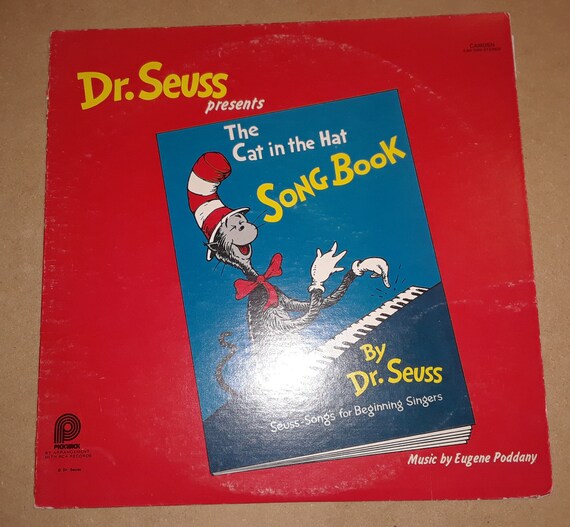 Dr. Seuss
presents
The
Cat in the Hat
SONG BOOK
By
Dr. Seuss
Seuss-Songs for Beginning Singers
Music by Eugene Poddany
PICKWICK